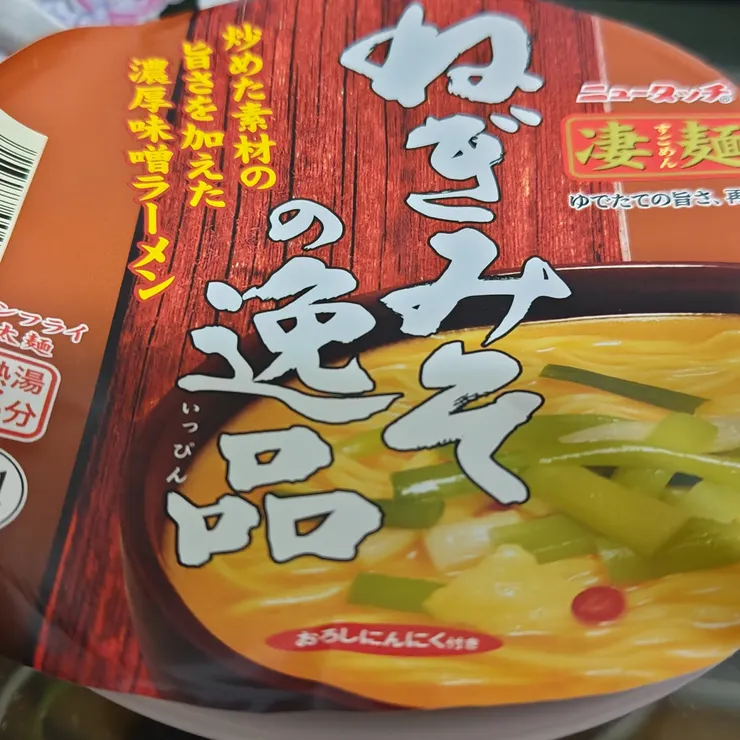 ニュータッチ
凄麺
すごめん
ゆでたての旨さ、再
ねぎみその逸品
いっぴん
炒めた素材の
旨さを加えた
濃厚味噌ラーメン
ンフライ
太麺
熱湯
分
おろしにんにく付き